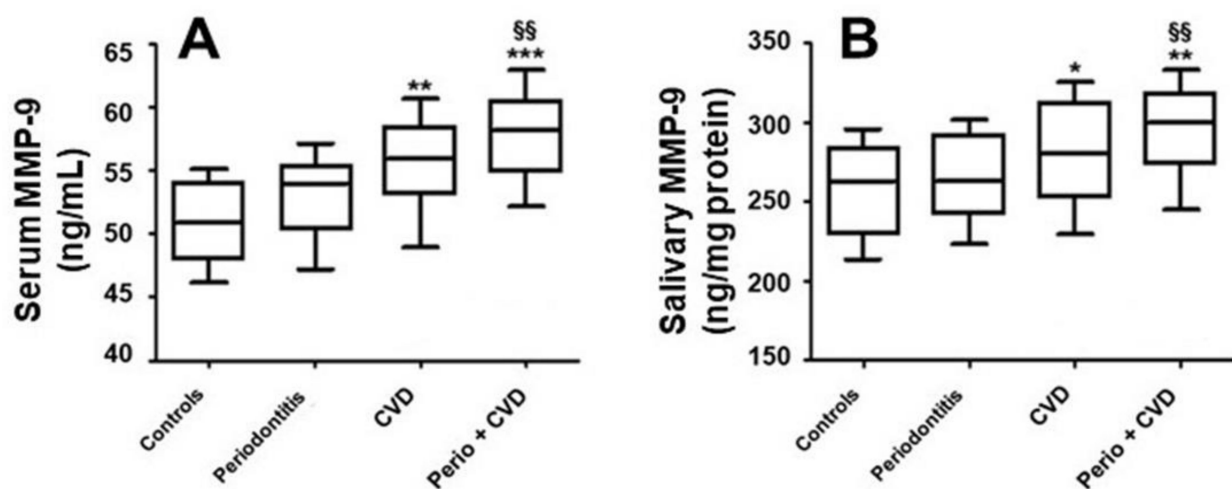 A
Serum MMP-9
(ng/mL)
65
60
55
50
45
40
**
§§
***
Controls
Periodontitis
CVD
Perio + CVD
B
Salivary MMP-9
(ng/mg protein)
350
300
250
200
150
*
§§
**
Controls
Periodontitis
CVD
Perio + CVD